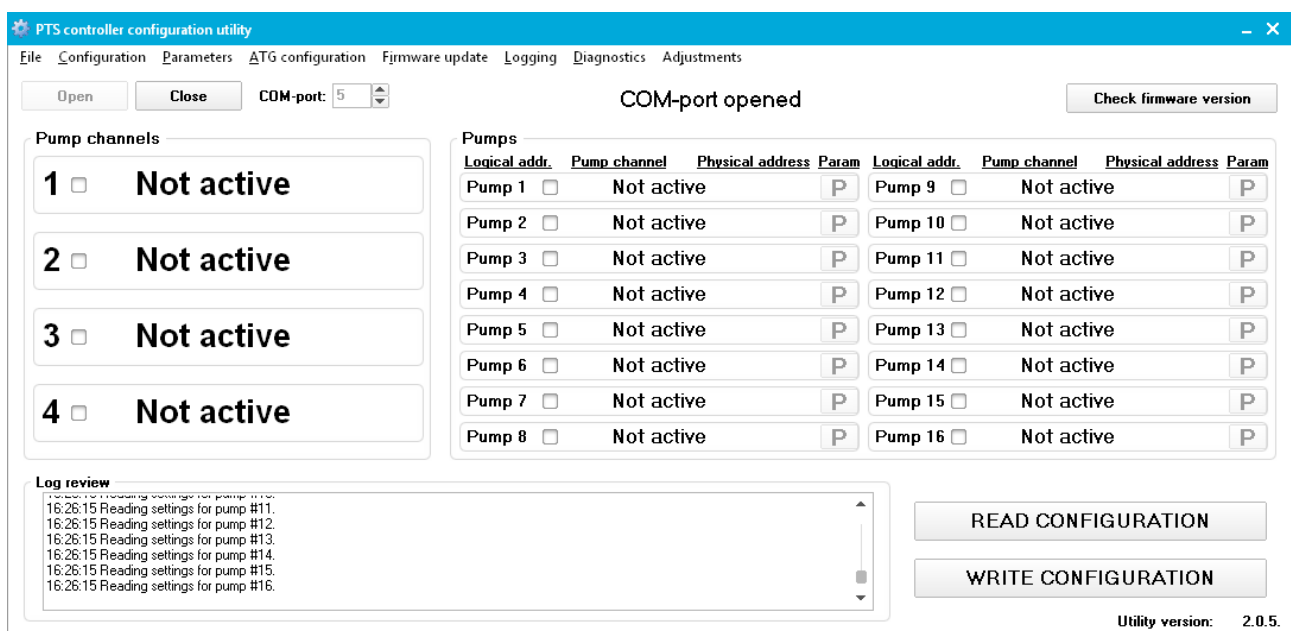 PTS controller configuration utility
File Configuration Parameters ATG configuration Firmware update Logging Diagnostics Adjustments
Open Close COM-port: 5 COM-port opened Check firmware version
Pump channels
1 Not active
2 Not active
3 Not active
4 Not active
Pumps
Logical addr. Pump channel Physical address Param Logical addr. Pump channel Physical address Param
Pump 1 Not active P Pump 9 Not active P
Pump 2 Not active P Pump 10 Not active P
Pump 3 Not active P Pump 11 Not active P
Pump 4 Not active P Pump 12 Not active P
Pump 5 Not active P Pump 13 Not active P
Pump 6 Not active P Pump 14 Not active P
Pump 7 Not active P Pump 15 Not active P
Pump 8 Not active P Pump 16 Not active P
Log review
16:26:15 Reading settings for pump #11.
16:26:15 Reading settings for pump #12.
16:26:15 Reading settings for pump #13.
16:26:15 Reading settings for pump #14.
16:26:15 Reading settings for pump #15.
16:26:15 Reading settings for pump #16.
READ CONFIGURATION
WRITE CONFIGURATION
Utility version: 2.0.5.